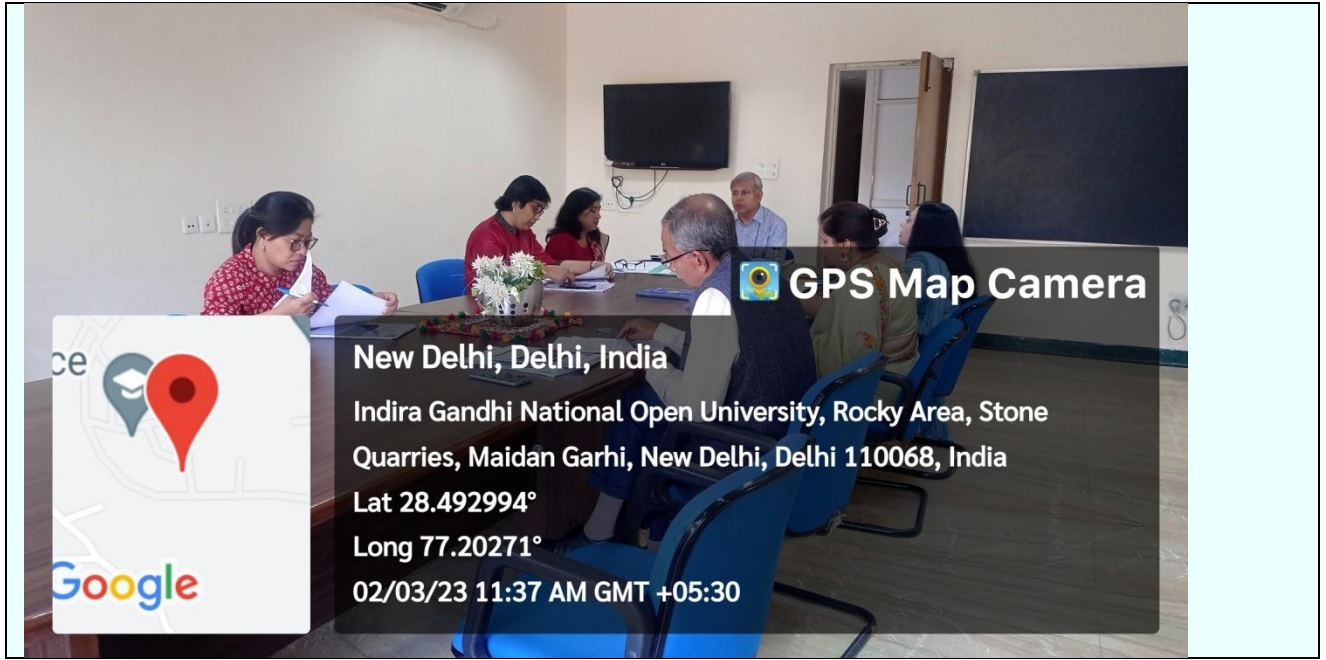 GPS Map Camera
ce
Google
New Delhi, Delhi, India
Indira Gandhi National Open University, Rocky Area, Stone
Quarries, Maidan Garhi, New Delhi, Delhi 110068, India
Lat 28.492994°
Long 77.20271°
02/03/23 11:37 AM GMT +05:30